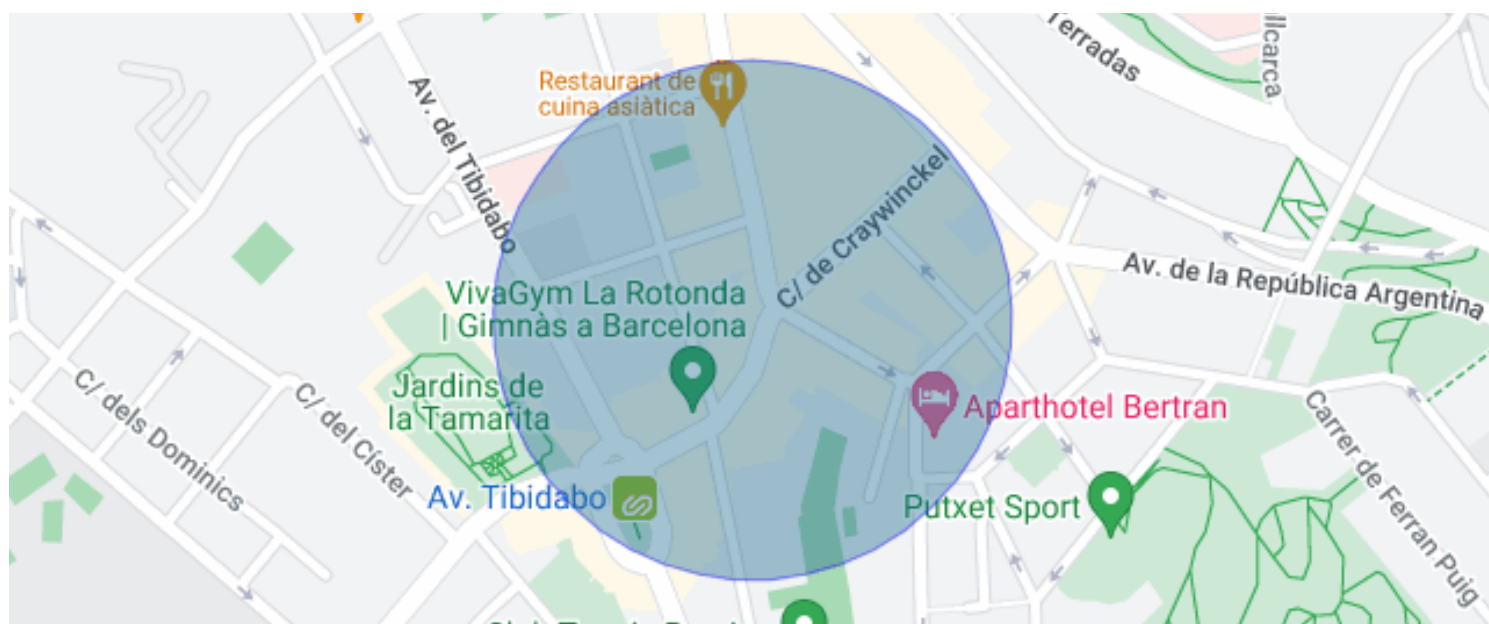 Terradas
llcarca
Restaurant de
cuina asiàtica
Av. del Tibidabo
C/ de Craywinckel
Av. de la República Argentina
VivaGym La Rotonda
| Gimnàs a Barcelona
Jardins de
la Tamarita
C/ dels Dominics
C/ del Císter
Aparthotel Bertran
Carrer de Ferran Puig
Av. Tibidabo
Putxet Sport